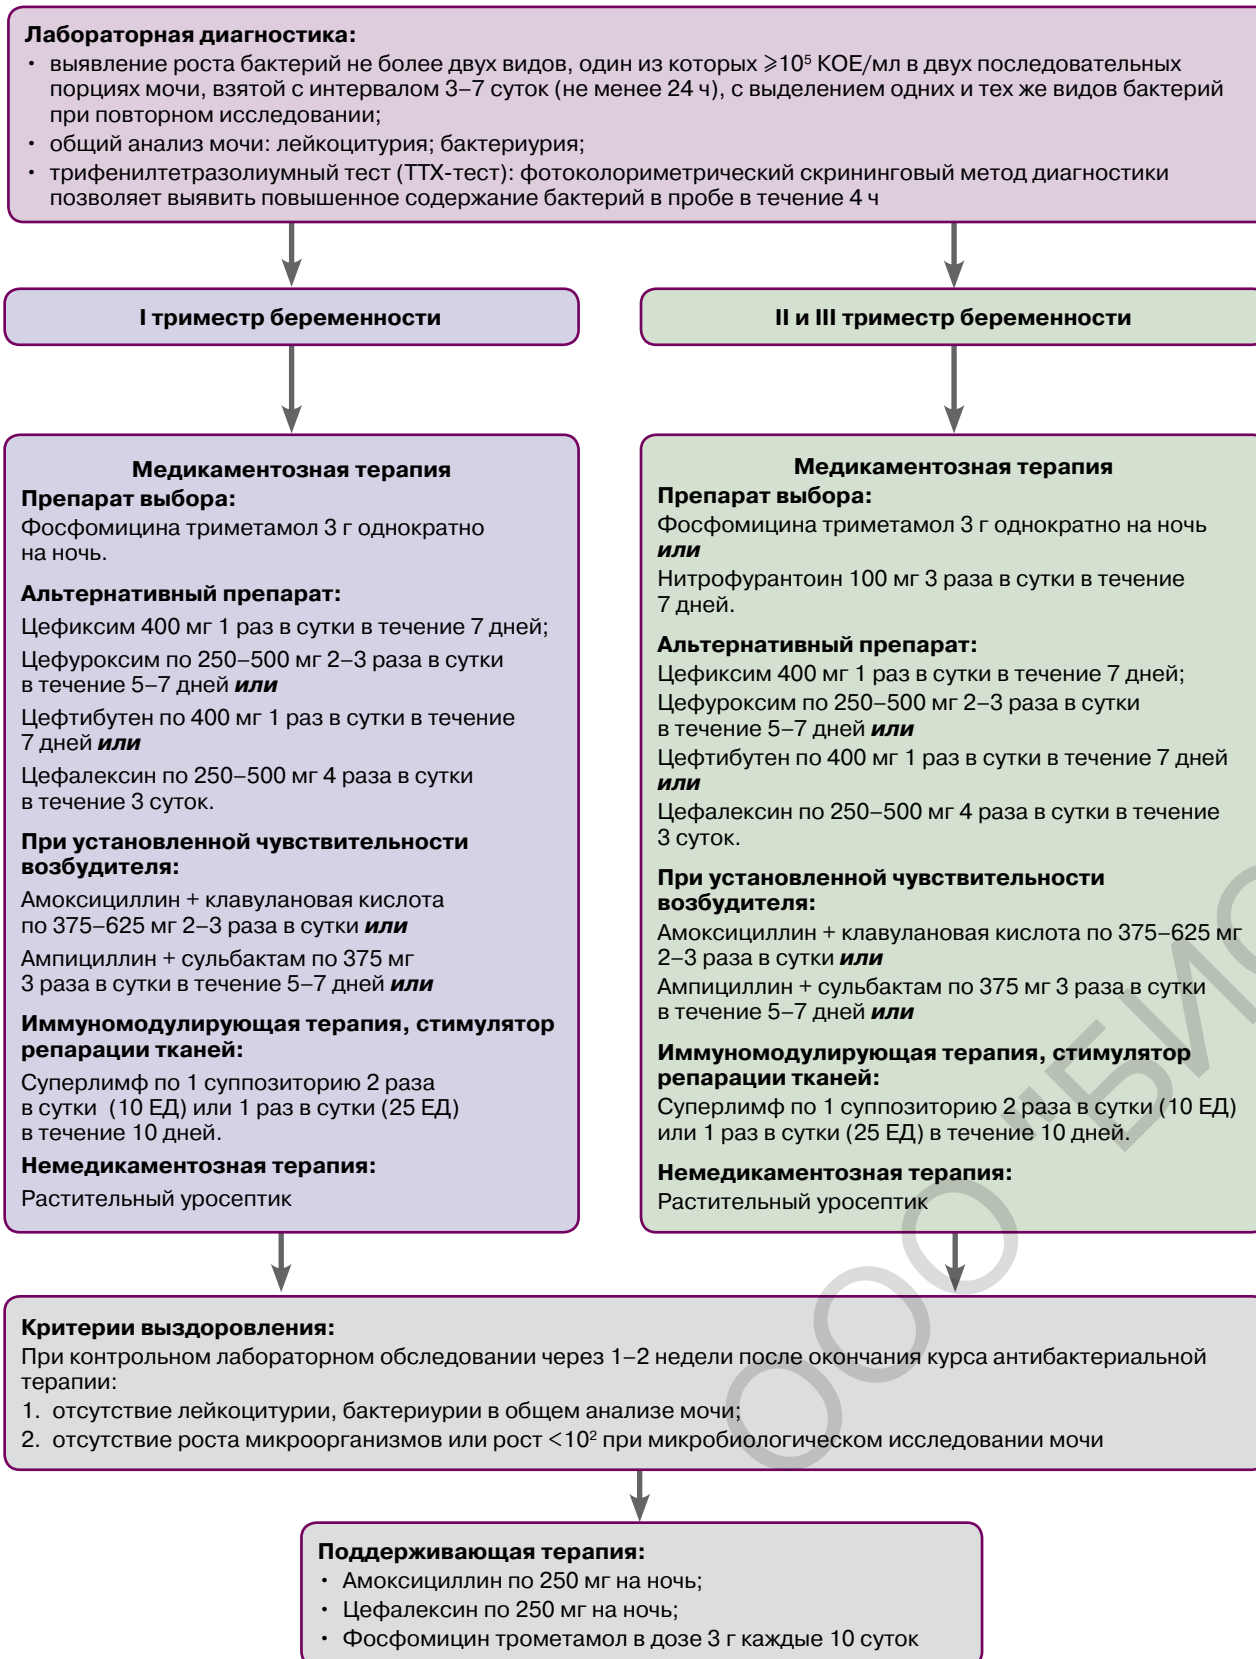 Лабораторная диагностика:
• выявление роста бактерий не более двух видов, один из которых ⩾10⁵ КОЕ/мл в двух последовательных
порциях мочи, взятой с интервалом 3–7 суток (не менее 24 ч), с выделением одних и тех же видов бактерий
при повторном исследовании;
• общий анализ мочи: лейкоцитурия; бактериурия;
• трифенилтетразолиумный тест (ТТХ-тест): фотоколориметрический скрининговый метод диагностики
позволяет выявить повышенное содержание бактерий в пробе в течение 4 ч
I триместр беременности
Медикаментозная терапия
Препарат выбора:
Фосфомицина триметамол 3 г однократно
на ночь.
Альтернативный препарат:
Цефиксим 400 мг 1 раз в сутки в течение 7 дней;
Цефуроксим по 250–500 мг 2–3 раза в сутки
в течение 5–7 дней или
Цефтибутен по 400 мг 1 раз в сутки в течение
7 дней или
Цефалексин по 250–500 мг 4 раза в сутки
в течение 3 суток.
При установленной чувствительности
возбудителя:
Амоксициллин + клавулановая кислота
по 375–625 мг 2–3 раза в сутки или
Ампициллин + сульбактам по 375 мг
3 раза в сутки в течение 5–7 дней или
Иммуномодулирующая терапия, стимулятор
репарации тканей:
Суперлимф по 1 суппозиторию 2 раза
в сутки (10 ЕД) или 1 раз в сутки (25 ЕД)
в течение 10 дней.
Немедикаментозная терапия:
Растительный уросептик
II и III триместр беременности
Медикаментозная терапия
Препарат выбора:
Фосфомицина триметамол 3 г однократно на ночь
или
Нитрофурантоин 100 мг 3 раза в сутки в течение
7 дней.
Альтернативный препарат:
Цефиксим 400 мг 1 раз в сутки в течение 7 дней;
Цефуроксим по 250–500 мг 2–3 раза в сутки
в течение 5–7 дней или
Цефтибутен по 400 мг 1 раз в сутки в течение 7 дней
или
Цефалексин по 250–500 мг 4 раза в сутки в течение
3 суток.
При установленной чувствительности
возбудителя:
Амоксициллин + клавулановая кислота по 375–625 мг
2–3 раза в сутки или
Ампициллин + сульбактам по 375 мг 3 раза в сутки
в течение 5–7 дней или
Иммуномодулирующая терапия, стимулятор
репарации тканей:
Суперлимф по 1 суппозиторию 2 раза в сутки (10 ЕД)
или 1 раз в сутки (25 ЕД) в течение 10 дней.
Немедикаментозная терапия:
Растительный уросептик
Критерии выздоровления:
При контрольном лабораторном обследовании через 1–2 недели после окончания курса антибактериальной
терапии:
1. отсутствие лейкоцитурии, бактериурии в общем анализе мочи;
2. отсутствие роста микроорганизмов или рост <10² при микробиологическом исследовании мочи
Поддерживающая терапия:
• Амоксициллин по 250 мг на ночь;
• Цефалексин по 250 мг на ночь;
• Фосфомицин трометамол в дозе 3 г каждые 10 суток
ООО